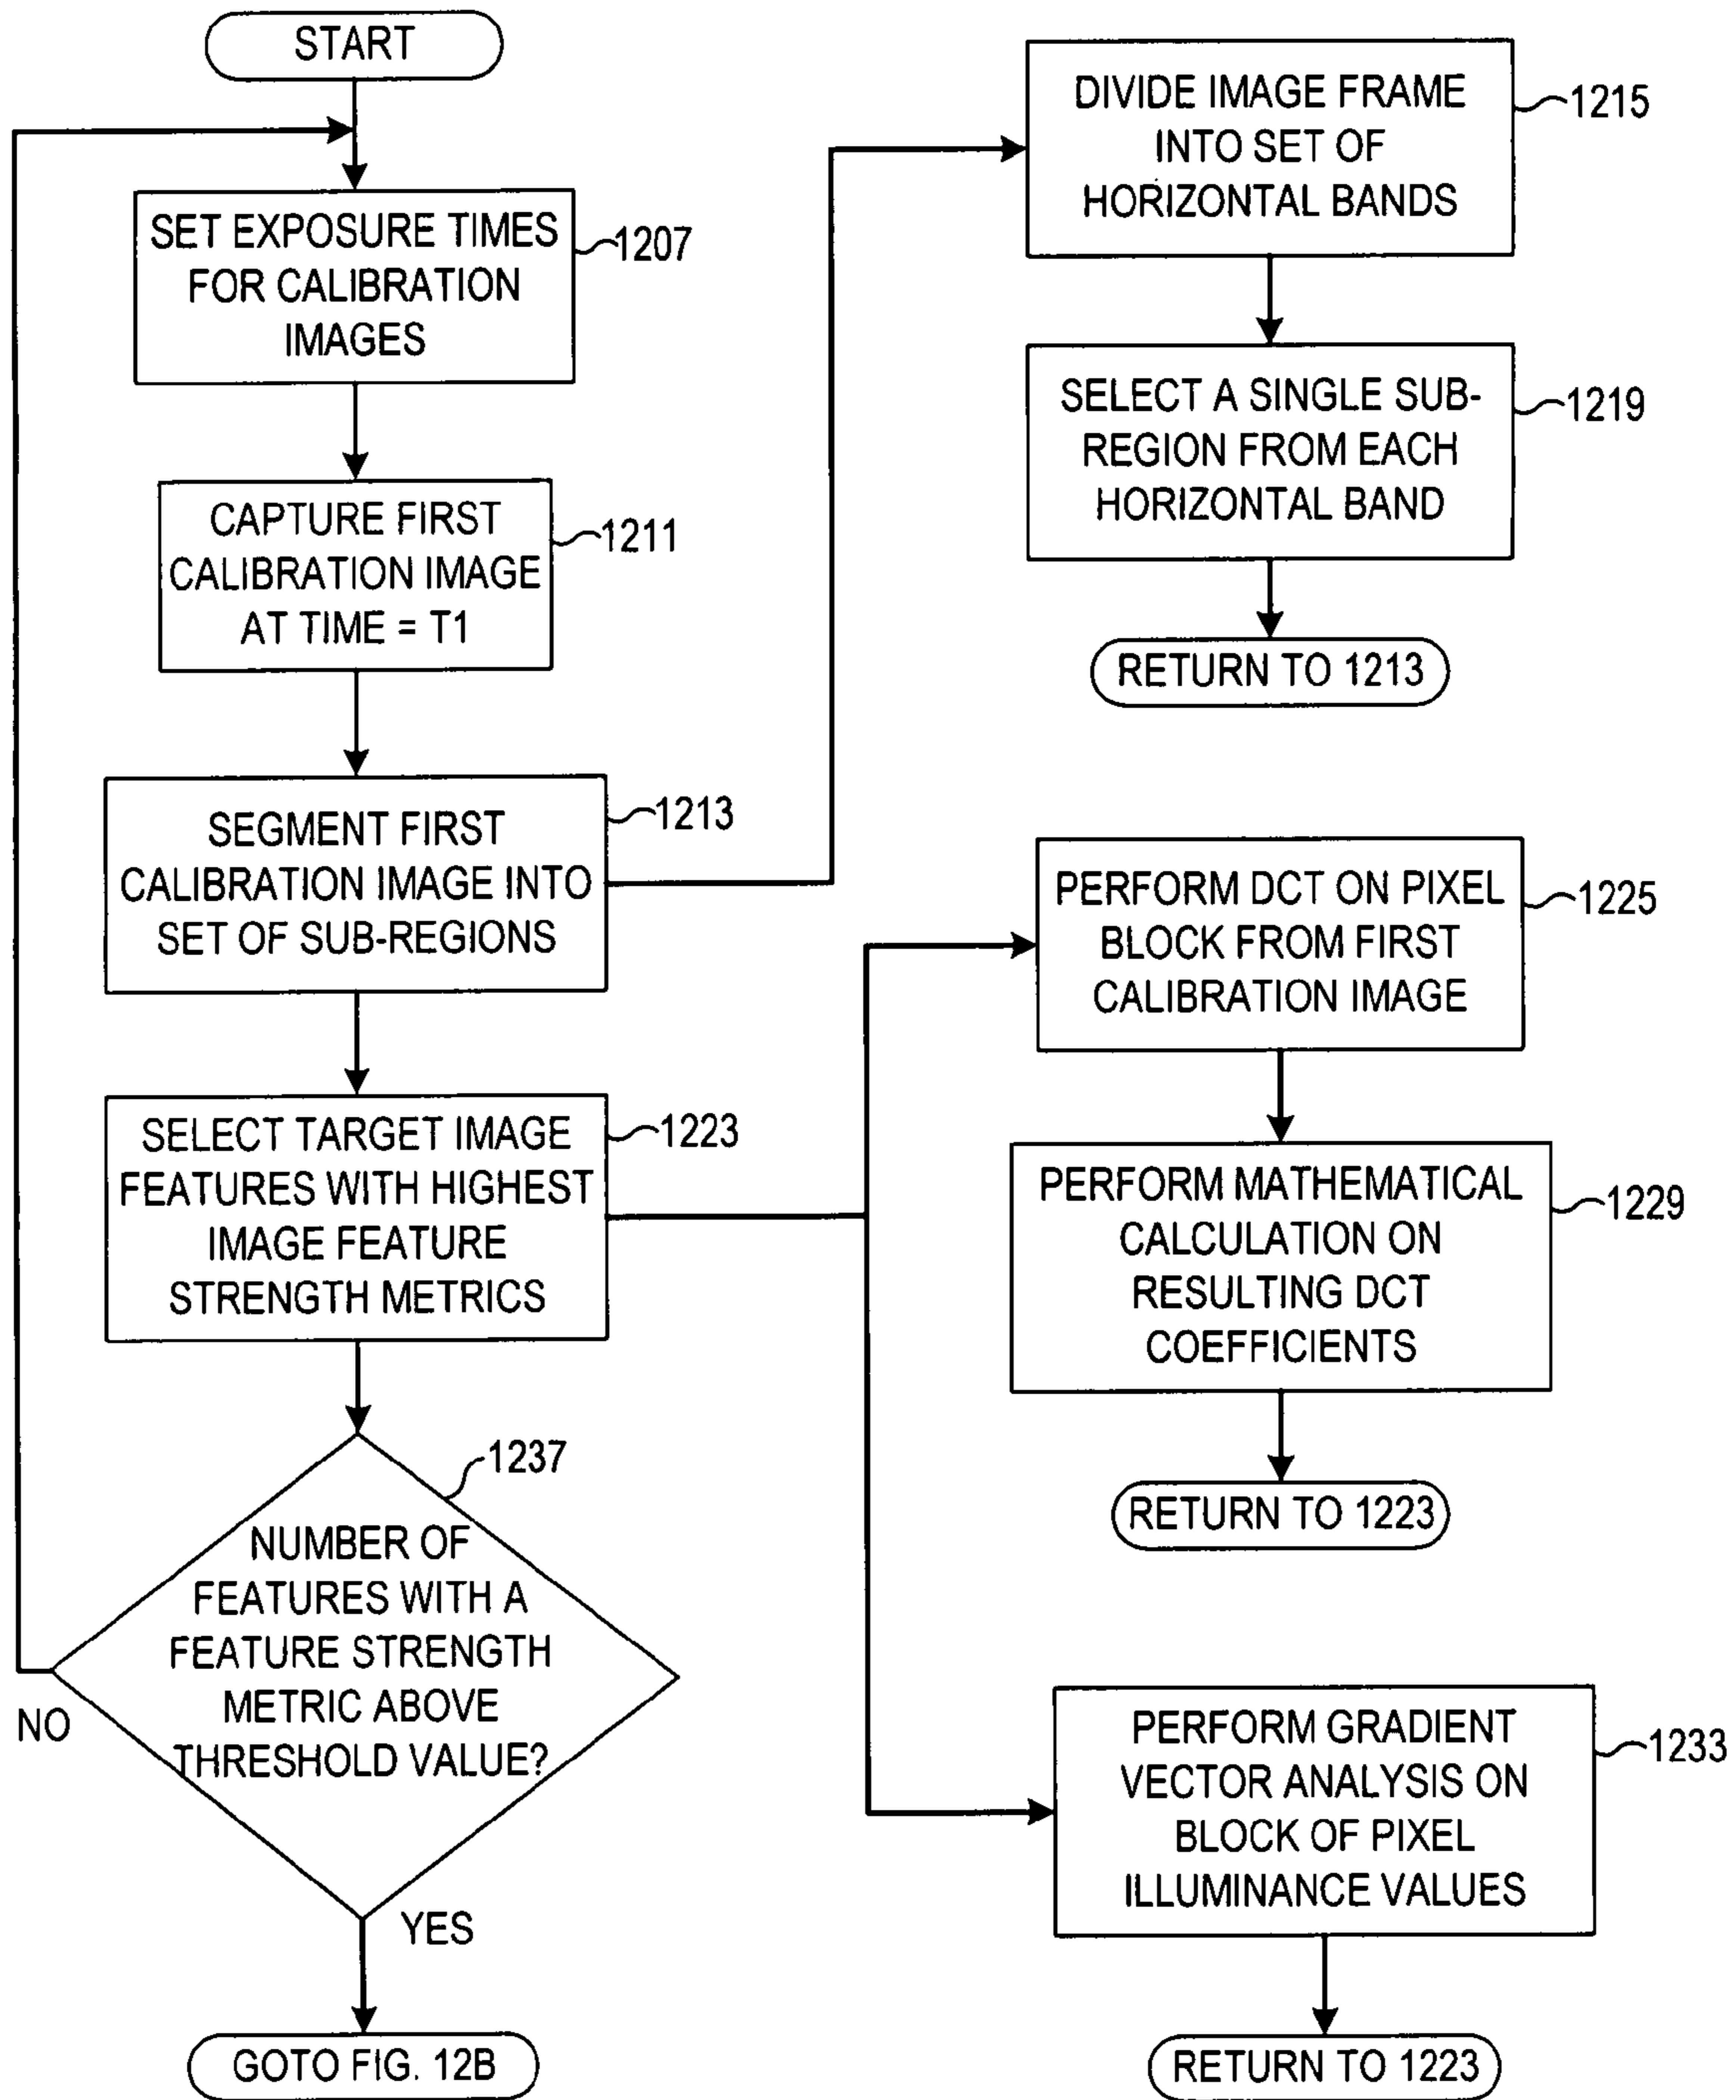 START
SET EXPOSURE TIMES
FOR CALIBRATION
IMAGES
1207
CAPTURE FIRST
CALIBRATION IMAGE
AT TIME = T1
1211
SEGMENT FIRST
CALIBRATION IMAGE INTO
SET OF SUB-REGIONS
1213
SELECT TARGET IMAGE
FEATURES WITH HIGHEST
IMAGE FEATURE
STRENGTH METRICS
1223
1237
NUMBER OF
FEATURES WITH A
FEATURE STRENGTH
METRIC ABOVE
THRESHOLD VALUE?
NO
YES
GOTO FIG. 12B
DIVIDE IMAGE FRAME
INTO SET OF
HORIZONTAL BANDS
1215
SELECT A SINGLE SUB-
REGION FROM EACH
HORIZONTAL BAND
1219
RETURN TO 1213
PERFORM DCT ON PIXEL
BLOCK FROM FIRST
CALIBRATION IMAGE
1225
PERFORM MATHEMATICAL
CALCULATION ON
RESULTING DCT
COEFFICIENTS
1229
RETURN TO 1223
PERFORM GRADIENT
VECTOR ANALYSIS ON
BLOCK OF PIXEL
ILLUMINANCE VALUES
1233
RETURN TO 1223